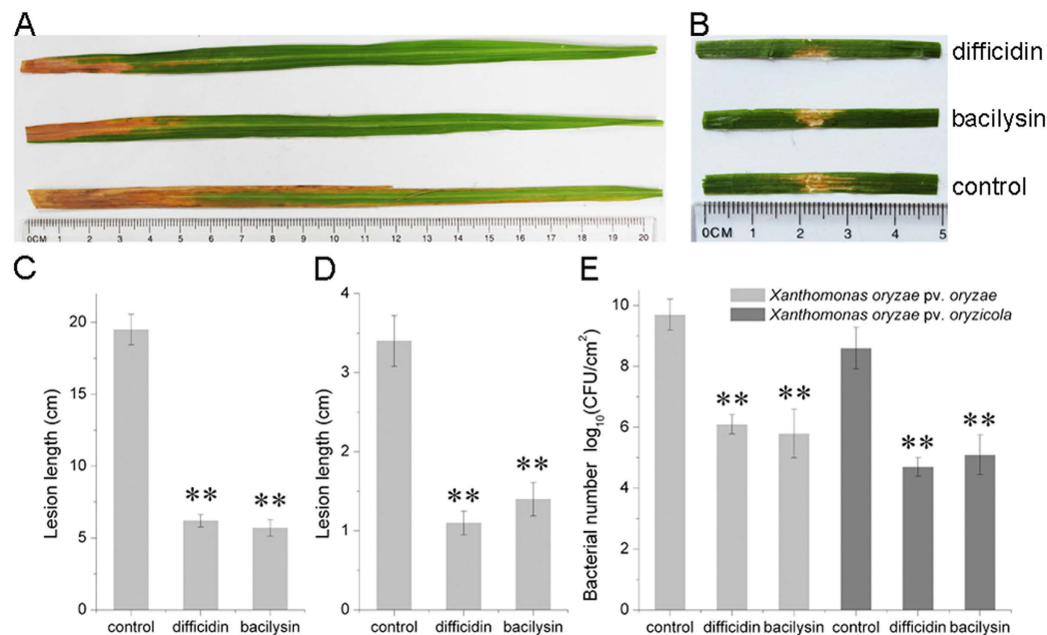 A
B
difficidin
bacilysin
control
0CM 1 2 3 4 5 6 7 8 9 10 11 12 13 14 15 16 17 18 19 20
0CM 1 2 3 4 5
C
D
E
Lesion length (cm)
20
15
10
5
0
control difficidin bacilysin
Lesion length (cm)
4
3
2
1
0
control difficidin bacilysin
Bacterial number log10(CFU/cm²)
10
8
6
4
2
0
Xanthomonas oryzae pv. oryzae
Xanthomonas oryzae pv. oryzicola
**
**
**
**
**
**
**
**
control difficidin bacilysin control difficidin bacilysin